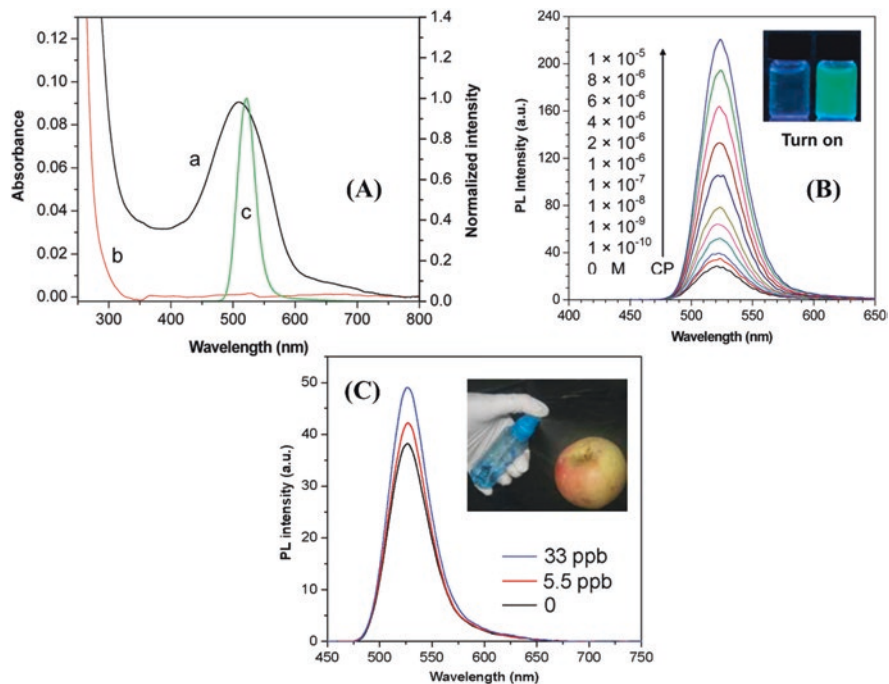 0.12
0.10
0.08
0.06
0.04
0.02
0.00
Absorbance
1.4
1.2
1.0
0.8
0.6
0.4
0.2
0.0
Normalized intensity
a
b
c
(A)
300 400 500 600 700 800
Wavelength (nm)
240
200
160
120
80
40
0
PL Intensity (a.u.)
1 × 10-5
8 × 10-6
6 × 10-6
4 × 10-6
2 × 10-6
1 × 10-6
1 × 10-7
1 × 10-8
1 × 10-9
1 × 10-10
0 M CP
Turn on
(B)
400 450 500 550 600 650
Wavelength (nm)
50
40
30
20
10
0
PL intensity (a.u.)
(C)
33 ppb
5.5 ppb
0
450 500 550 600 650 700 750
Wavelength (nm)